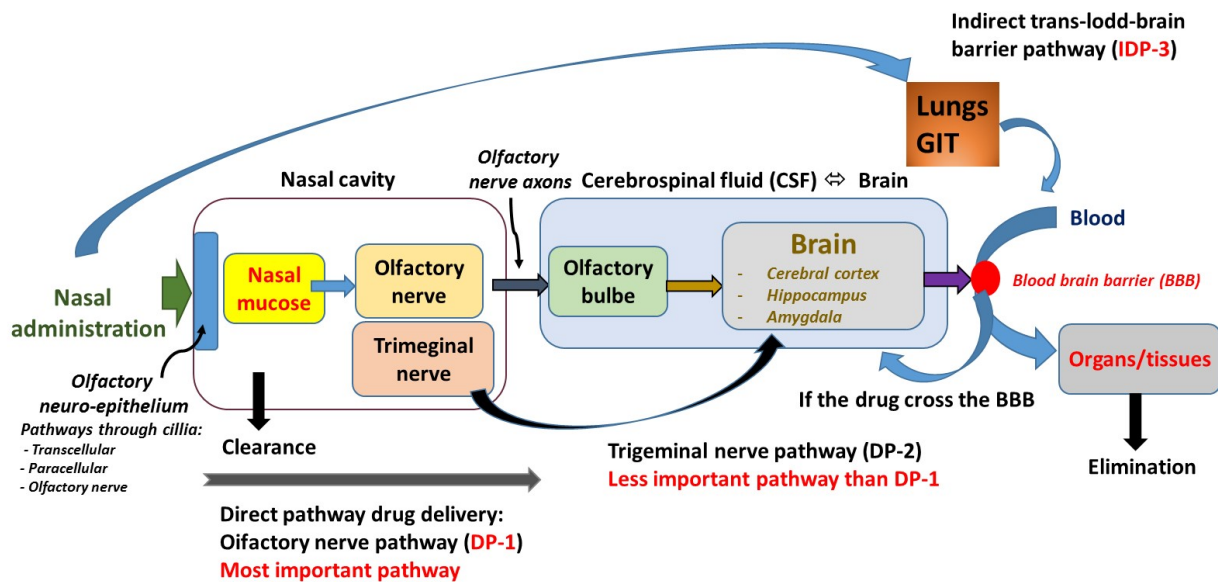 Indirect trans-lodd-brain
barrier pathway (IDP-3)
Lungs
GIT
Nasal cavity
Olfactory
nerve axons
Cerebrospinal fluid (CSF) ⇔ Brain
Blood
Nasal
administration
Nasal
mucose
Olfactory
nerve
Trimeginal
nerve
Olfactory
bulbe
Brain
- Cerebral cortex
- Hippocampus
- Amygdala
Blood brain barrier (BBB)
Organs/tissues
If the drug cross the BBB
Olfactory
neuro-epithelium
Pathways through cillia:
- Transcellular
- Paracellular
- Olfactory nerve
Clearance
Trigeminal nerve pathway (DP-2)
Less important pathway than DP-1
Elimination
Direct pathway drug delivery:
Oifactory nerve pathway (DP-1)
Most important pathway